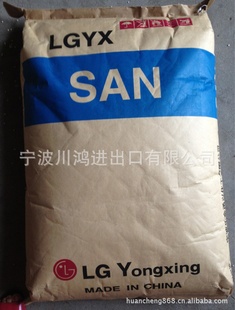 LGYX
SAN
宁波川鸿进出口有限公司
LG
LG Yongxing
MADE IN CHINA
huancheng868.cn.alibaba.com